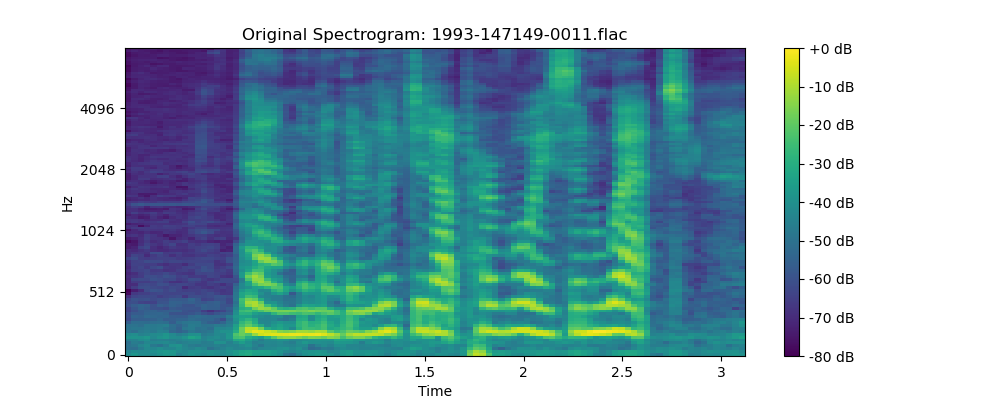 Original Spectrogram: 1993-147149-0011.flac
Hz
4096
2048
1024
512
0
0 0.5 1 1.5 2 2.5 3
Time
+0 dB
-10 dB
-20 dB
-30 dB
-40 dB
-50 dB
-60 dB
-70 dB
-80 dB